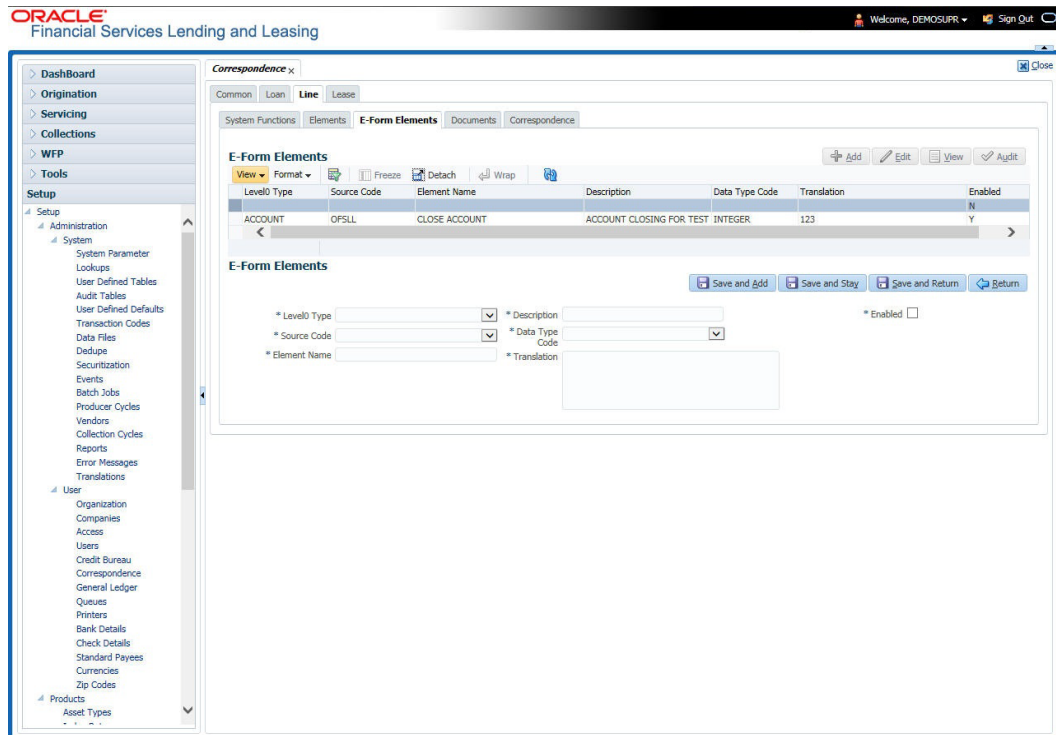 ORACLE
Financial Services Lending and Leasing
Welcome, DEMOSUPR
Sign Out
Close
DashBoard
Origination
Servicing
Collections
WFP
Tools
Setup
Setup
Administration
System
System Parameter
Lookups
User Defined Tables
Audit Tables
User Defined Defaults
Transaction Codes
Data Files
Dedupe
Securitization
Events
Batch Jobs
Producer Cycles
Vendors
Collection Cycles
Reports
Error Messages
Translations
User
Organization
Companies
Access
Users
Credit Bureau
Correspondence
General Ledger
Queues
Printers
Bank Details
Check Details
Standard Payees
Currencies
Zip Codes
Products
Asset Types
Correspondence x
Common Loan Line Lease
System Functions Elements E-Form Elements Documents Correspondence
E-Form Elements
Add Edit View Audit
View Format Freeze Detach Wrap
Level0 Type Source Code Element Name Description Data Type Code Translation Enabled
N
ACCOUNT OFSLL CLOSE ACCOUNT ACCOUNT CLOSING FOR TEST INTEGER 123 Y
E-Form Elements
Save and Add Save and Stay Save and Return Return
* Level0 Type
* Source Code
* Element Name
* Description
* Data Type Code
* Translation
* Enabled